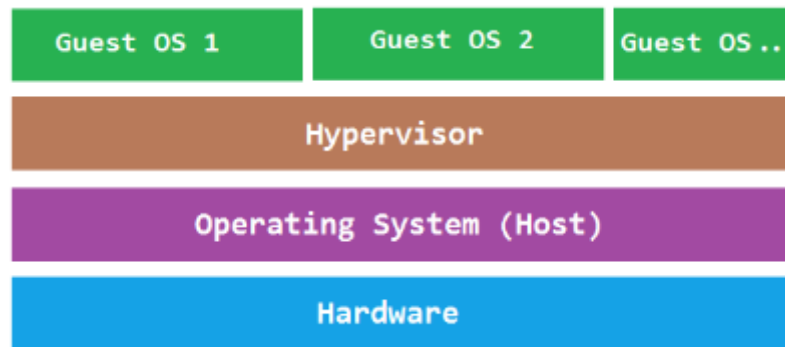 Guest OS 1
Guest OS 2
Guest OS..
Hypervisor
Operating System (Host)
Hardware